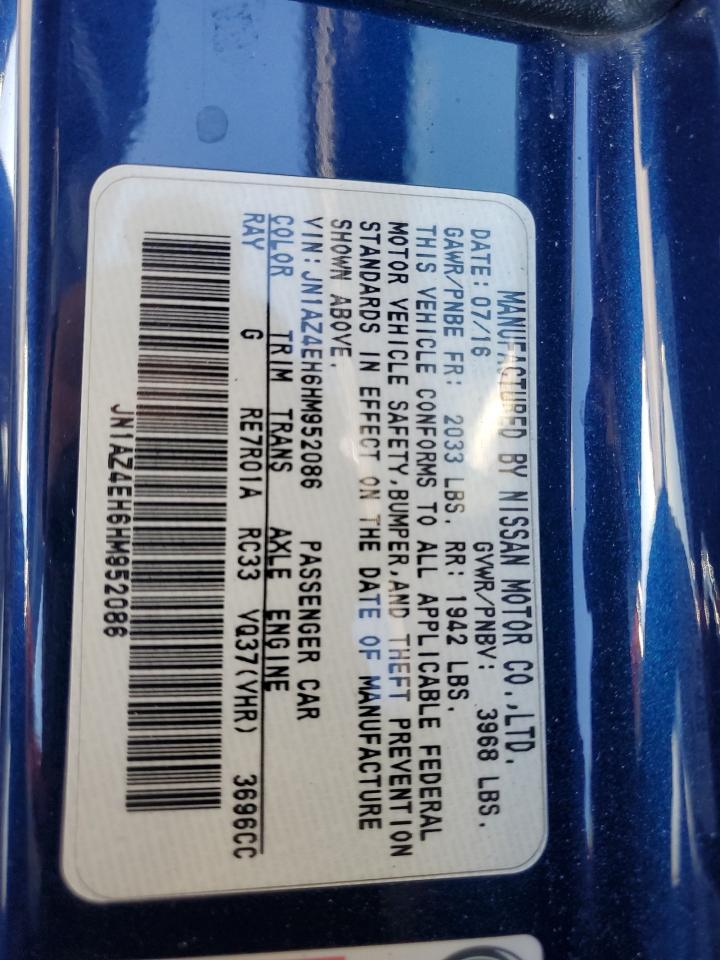 MANUFACTURED BY NISSAN MOTOR CO.,LTD.
DATE: 07/16 GVWR/PNBV: 3968 LBS.
GAWR/PNBE FR: 2033 LBS. RR: 1942 LBS.
THIS VEHICLE CONFORMS TO ALL APPLICABLE FEDERAL
MOTOR VEHICLE SAFETY,BUMPER,AND THEFT PREVENTION
STANDARDS IN EFFECT ON THE DATE OF MANUFACTURE
SHOWN ABOVE.
VIN: JN1AZ4EH6HM952086 PASSENGER CAR
COLOR TRIM TRANS AXLE ENGINE
RAY G RE7R01A RC33 VQ37(VHR) 3696CC
JN1AZ4EH6HM952086